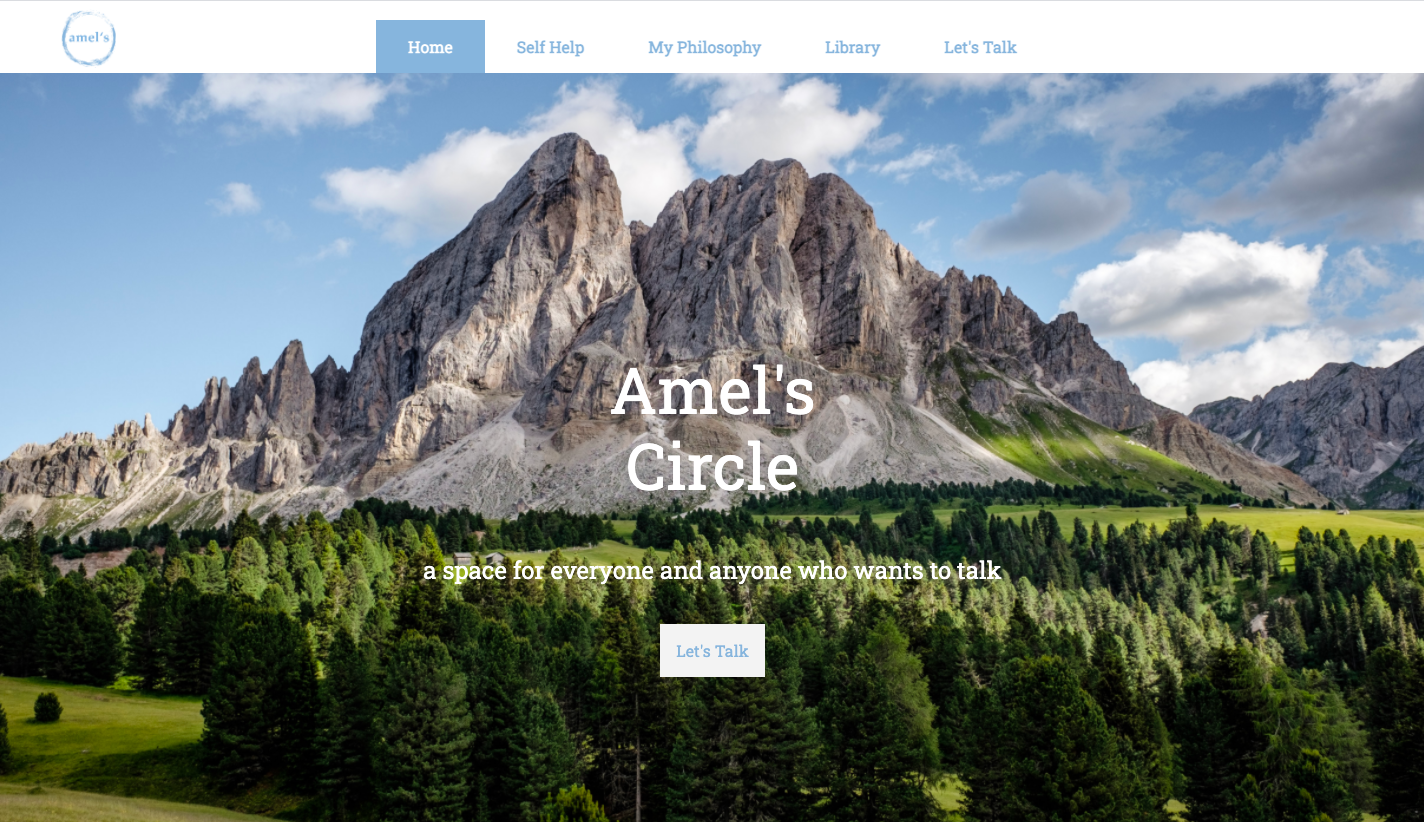 amel's
Home Self Help My Philosophy Library Let's Talk
Amel's
Circle
a space for everyone and anyone who wants to talk
Let's Talk